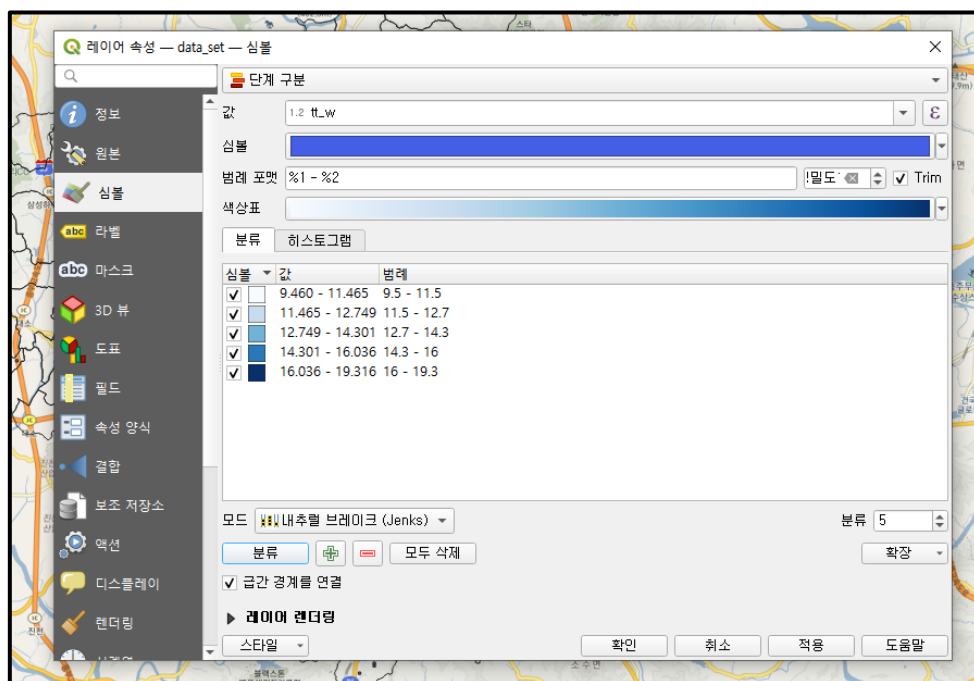 레이어 속성 — data_set — 심볼
정보
원본
심볼
라벨
마스크
3D 뷰
도표
필드
속성 양식
결합
보조 저장소
액션
디스플레이
렌더링
단계 구분
값 1.2 tt_w ε
심볼
범례 포맷 %1 - %2 Trim
색상표
분류 히스토그램
심볼 값 범례
9.460 - 11.465 9.5 - 11.5
11.465 - 12.749 11.5 - 12.7
12.749 - 14.301 12.7 - 14.3
14.301 - 16.036 14.3 - 16
16.036 - 19.316 16 - 19.3
모드 내추럴 브레이크 (Jenks) 분류 5
분류 모두 삭제 확장
급간 경계를 연결
레이어 렌더링
스타일 확인 취소 적용 도움말
진천
소수면